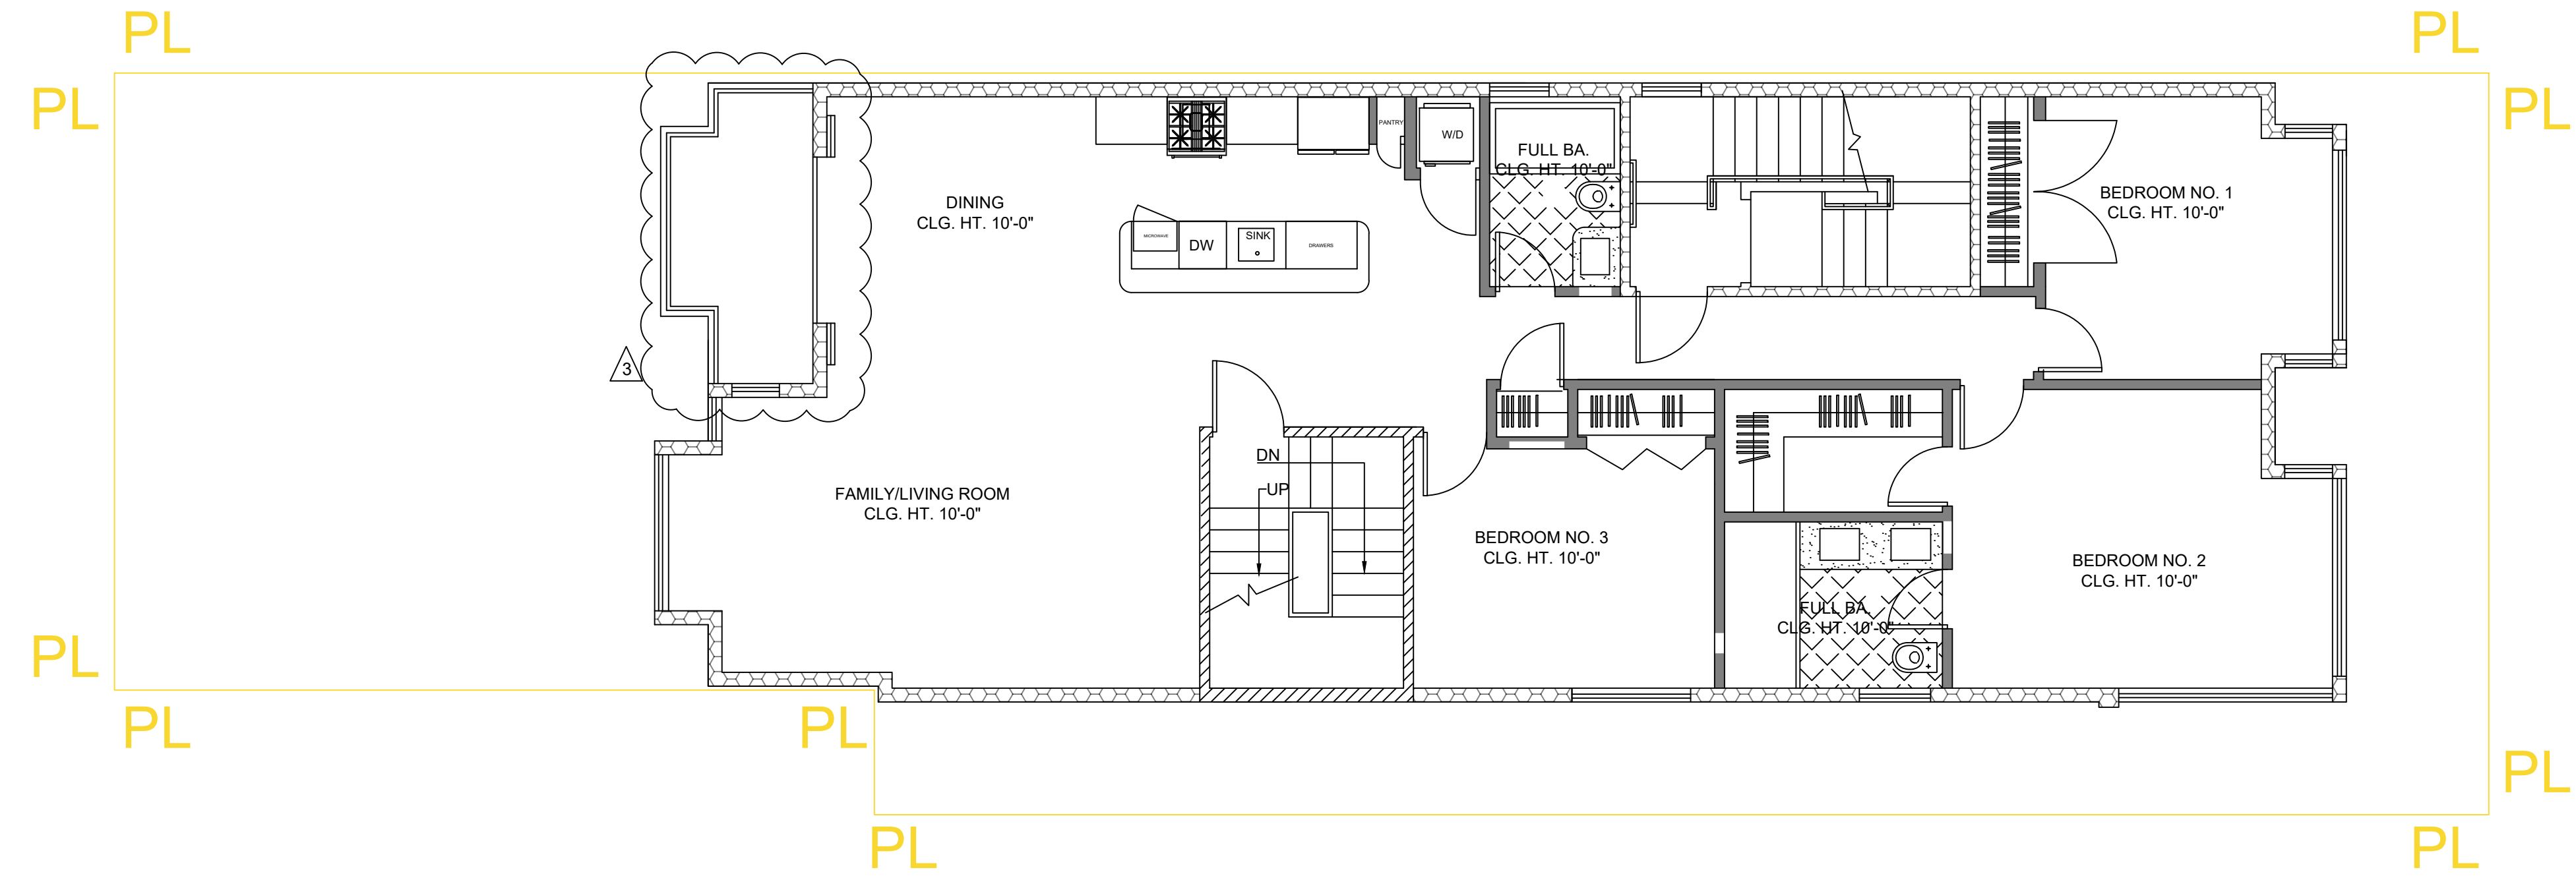 PL
PL
PL
PL
PANTRY
W/D
FULL BA.
CLG. HT. 10'-0"
DINING
CLG. HT. 10'-0"
BEDROOM NO. 1
CLG. HT. 10'-0"
MICROWAVE
DW
SINK
DRAWERS
3
DN
UP
FAMILY/LIVING ROOM
CLG. HT. 10'-0"
BEDROOM NO. 3
CLG. HT. 10'-0"
BEDROOM NO. 2
CLG. HT. 10'-0"
FULL BA.
CLG. HT. 10'-0"
PL
PL
PL
PL
PL
PL